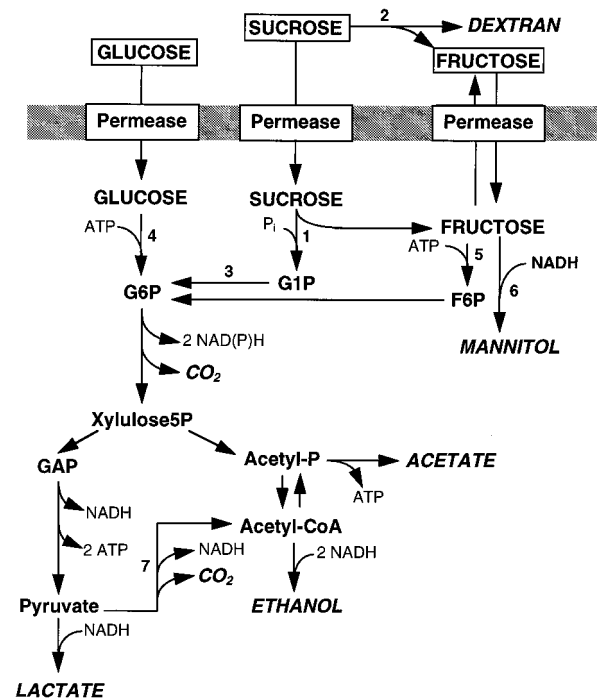 SUCROSE 2 DEXTRAN
GLUCOSE FRUCTOSE
Permease Permease Permease
GLUCOSE SUCROSE FRUCTOSE
ATP 4 Pi 1 ATP 5 NADH
3 6
G6P G1P F6P
2 NAD(P)H MANNITOL
CO2
Xylulose5P
GAP Acetyl-P ACETATE
ATP
NADH Acetyl-CoA
2 ATP 7 NADH 2 NADH
CO2
Pyruvate ETHANOL
NADH
LACTATE